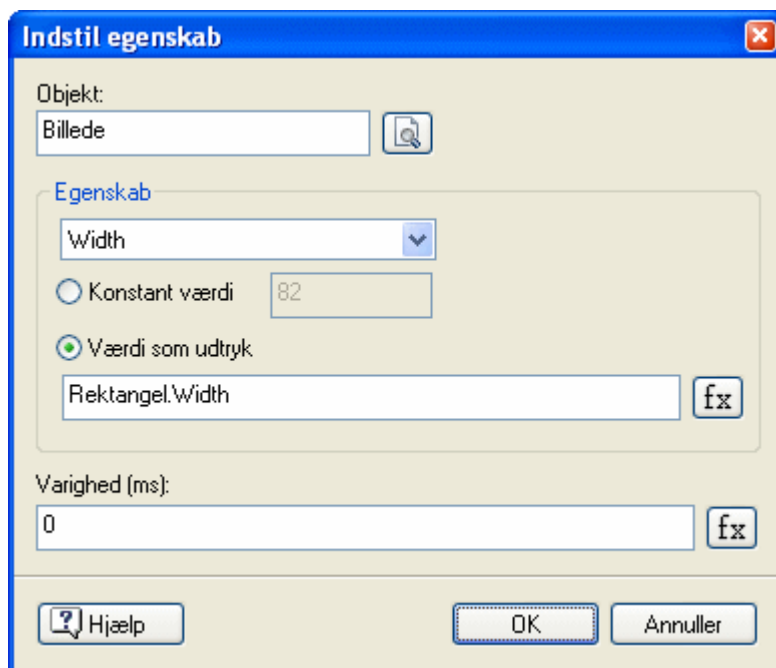 Indstil egenskab
Objekt:
Billede
Egenskab
Width
Konstant værdi 82
Værdi som udtryk
Rektangel.Width fx
Varighed (ms):
0 fx
Hjælp OK Annuller